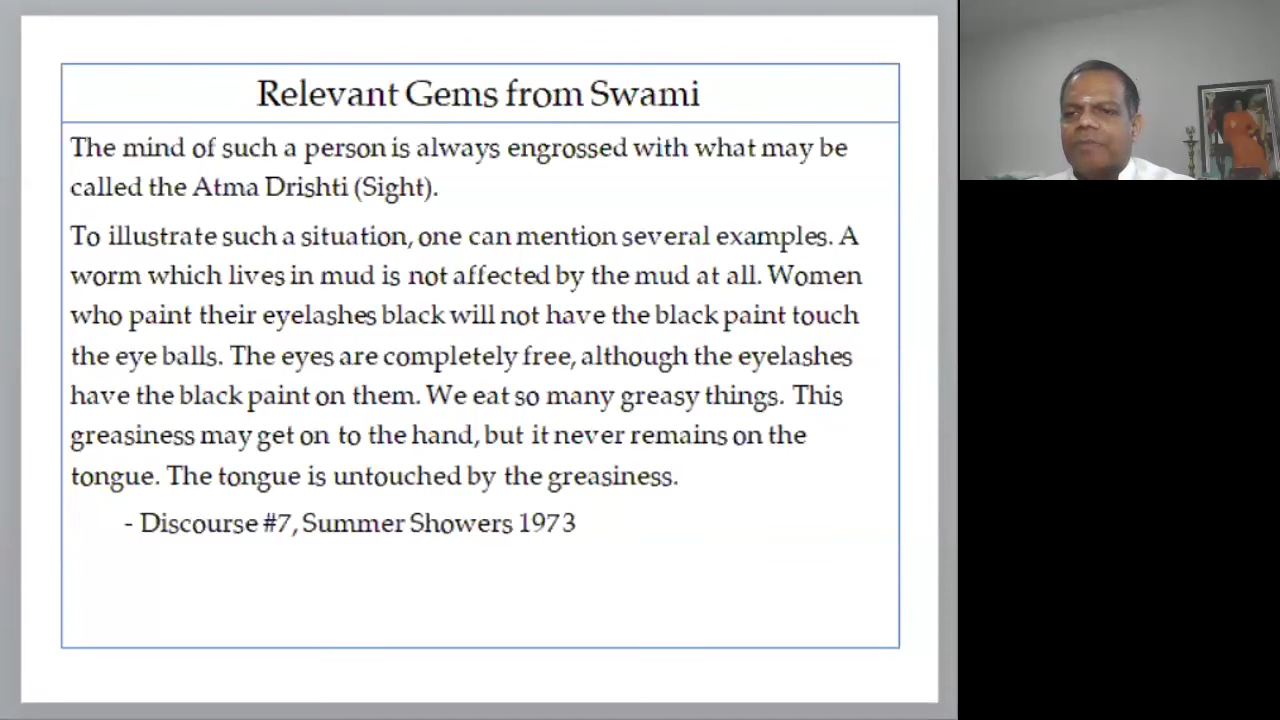 Relevant Gems from Swami
The mind of such a person is always engrossed with what may be
called the Atma Drishti (Sight).
To illustrate such a situation, one can mention several examples. A
worm which lives in mud is not affected by the mud at all. Women
who paint their eyelashes black will not have the black paint touch
the eye balls. The eyes are completely free, although the eyelashes
have the black paint on them. We eat so many greasy things. This
greasiness may get on to the hand, but it never remains on the
tongue. The tongue is untouched by the greasiness.
- Discourse #7, Summer Showers 1973